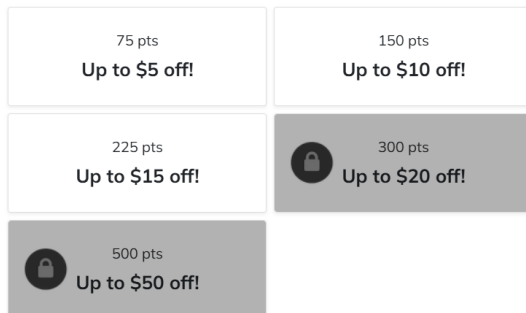 75 pts
Up to $5 off!
150 pts
Up to $10 off!
225 pts
Up to $15 off!
300 pts
Up to $20 off!
500 pts
Up to $50 off!